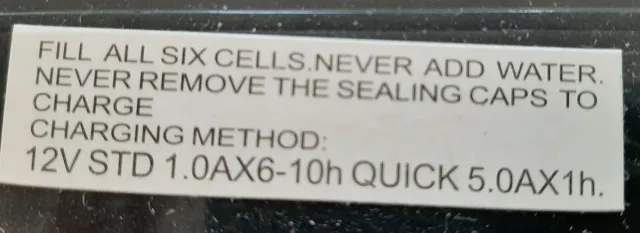 FILL ALL SIX CELLS.NEVER ADD WATER.
NEVER REMOVE THE SEALING CAPS TO
CHARGE
CHARGING METHOD:
12V STD 1.0AX6-10h QUICK 5.0AX1h.